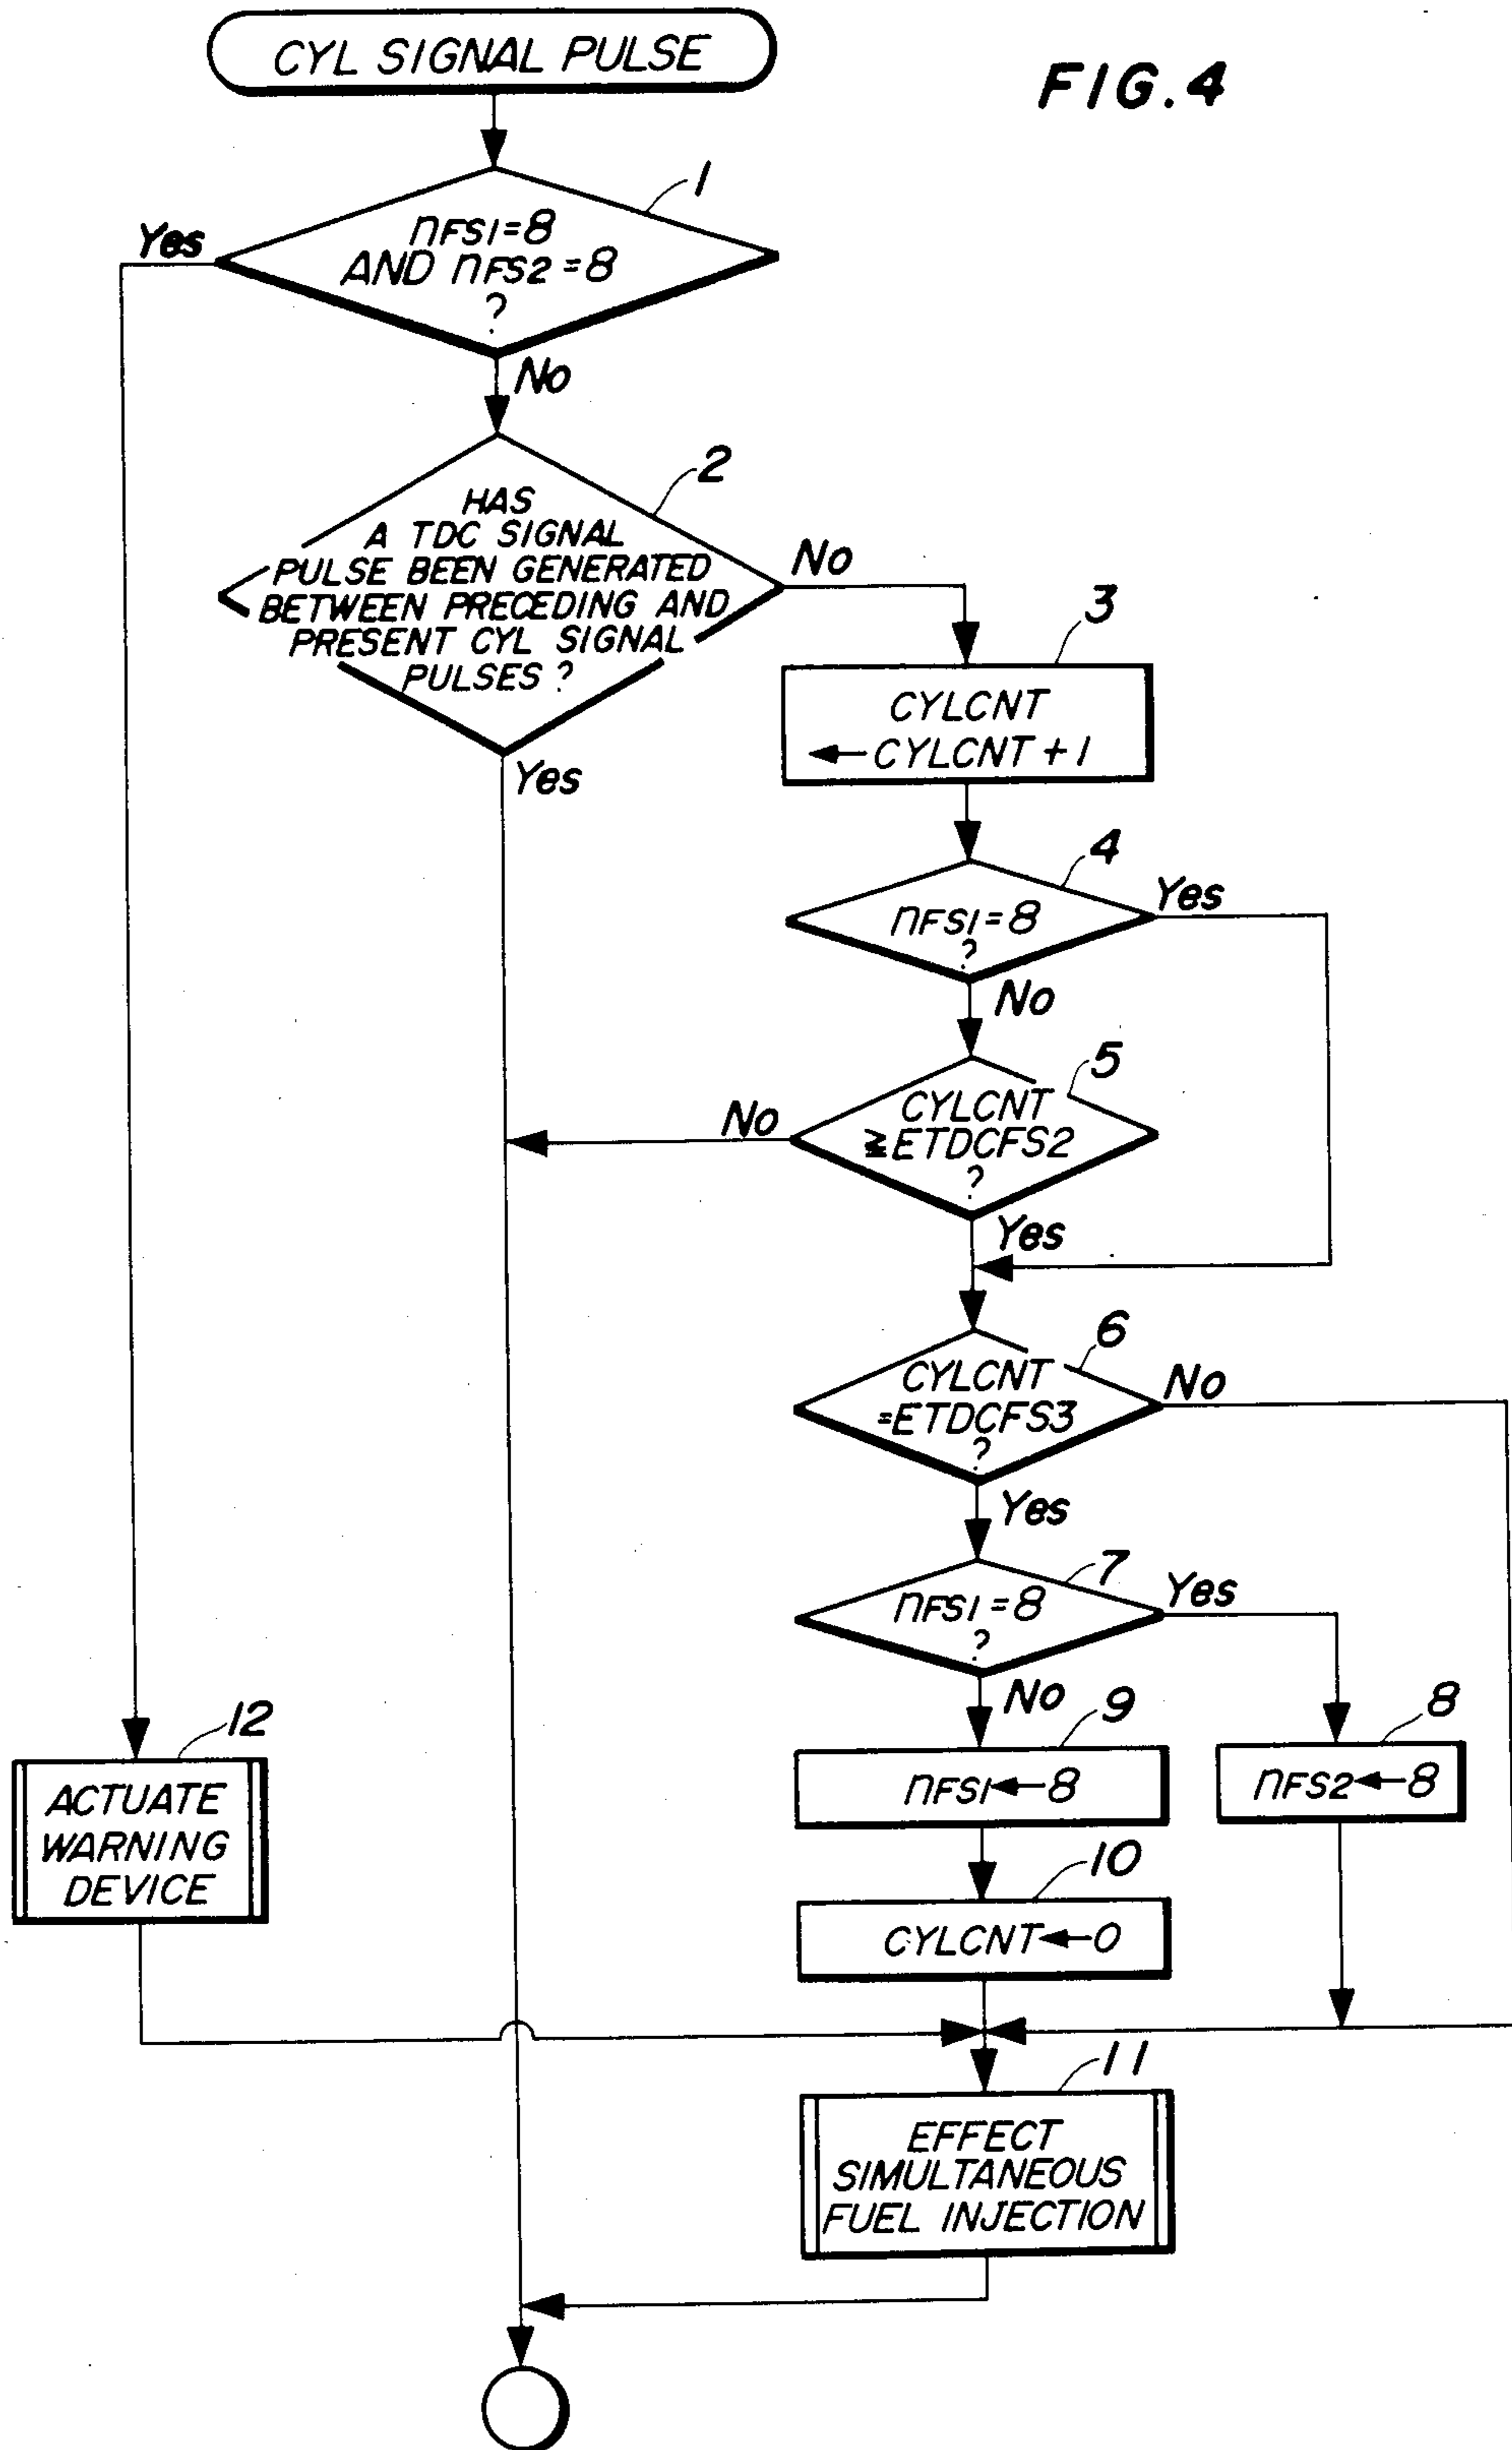 CYL SIGNAL PULSE
FIG.4
1
nFS1=8
AND nFS2=8
?
Yes
No
2
HAS
A TDC SIGNAL
PULSE BEEN GENERATED
BETWEEN PRECEDING AND
PRESENT CYL SIGNAL
PULSES ?
No
Yes
3
CYLCNT
←CYLCNT+1
4
nFS1=8
?
Yes
No
5
CYLCNT
≧ETDCFS2
?
No
Yes
6
CYLCNT
=ETDCFS3
?
No
Yes
7
nFS1=8
?
Yes
No
8
nFS2←8
9
nFS1←8
10
CYLCNT←0
12
ACTUATE
WARNING
DEVICE
11
EFFECT
SIMULTANEOUS
FUEL INJECTION